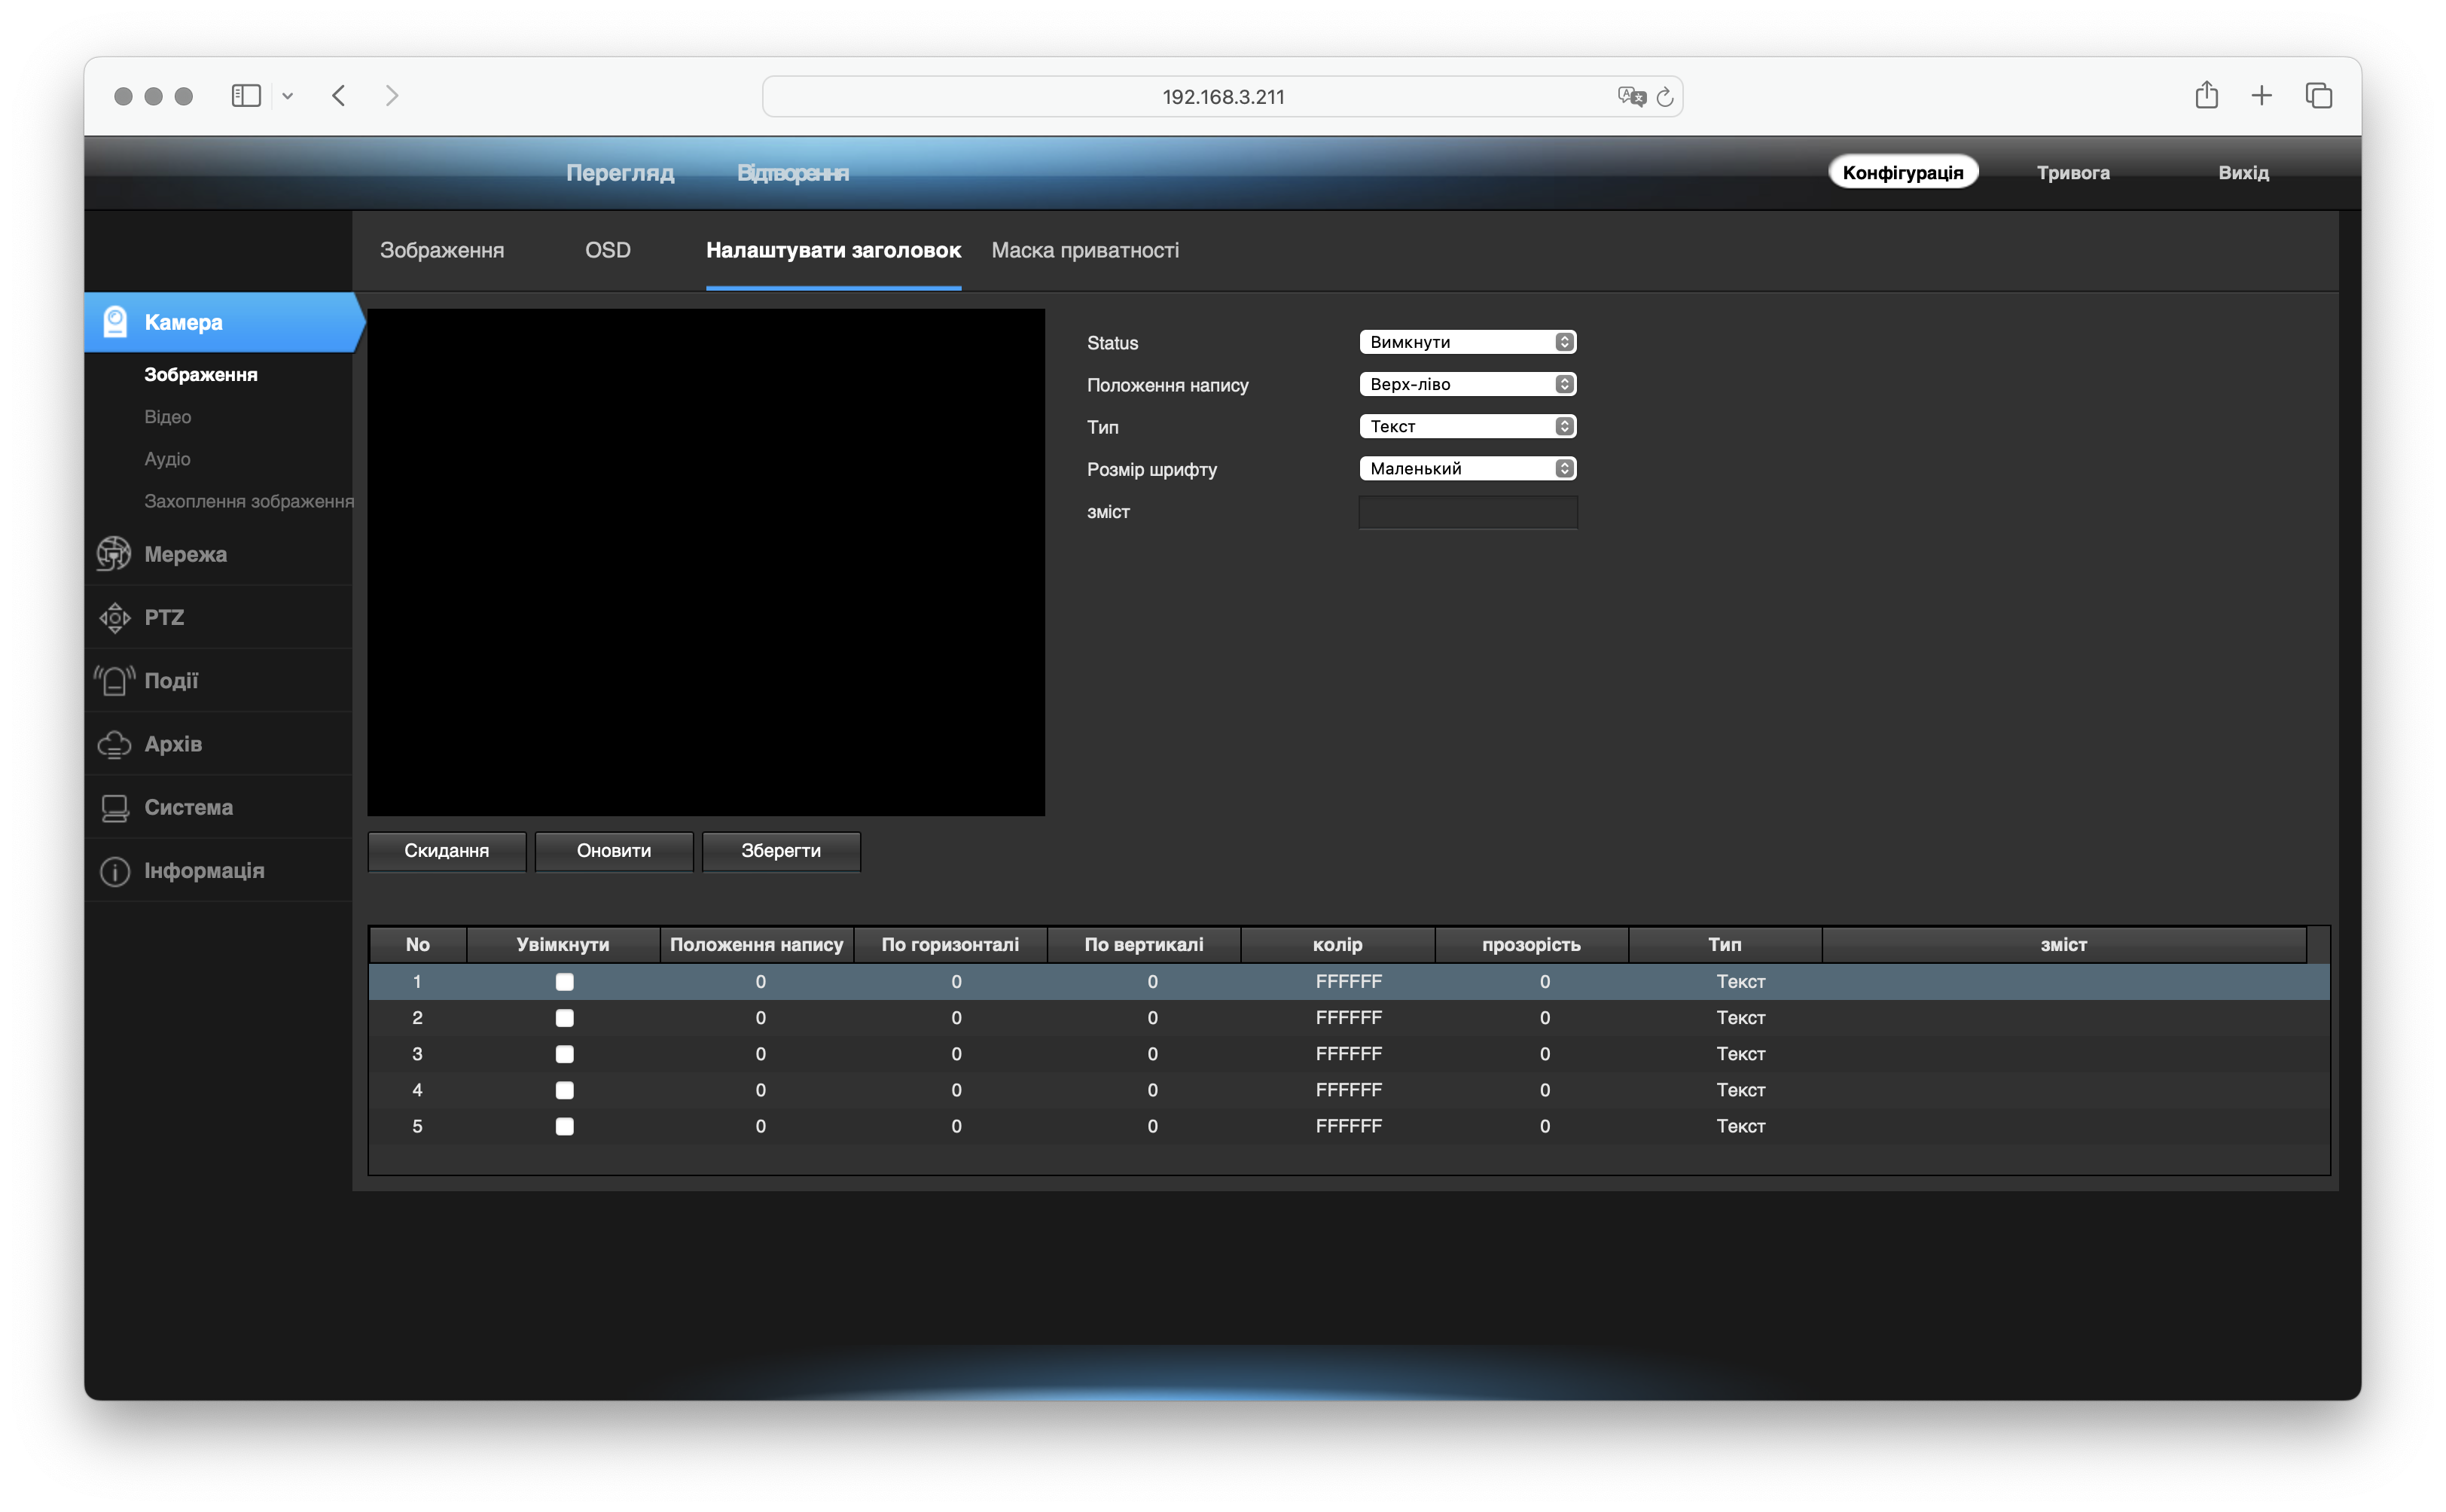 192.168.3.211
Перегляд Відтворення Конфігурація Тривога Вихід
Зображення OSD Налаштувати заголовок Маска приватності
Камера
Зображення
Відео
Аудіо
Захоплення зображення
Мережа
PTZ
Події
Архів
Система
Інформація
Status Вимкнути
Положення напису Верх-ліво
Тип Текст
Розмір шрифту Маленький
зміст
Скидання Оновити Зберегти
No Увімкнути Положення напису По горизонталі По вертикалі колір прозорість Тип зміст
1 0 0 0 FFFFFF 0 Текст
2 0 0 0 FFFFFF 0 Текст
3 0 0 0 FFFFFF 0 Текст
4 0 0 0 FFFFFF 0 Текст
5 0 0 0 FFFFFF 0 Текст